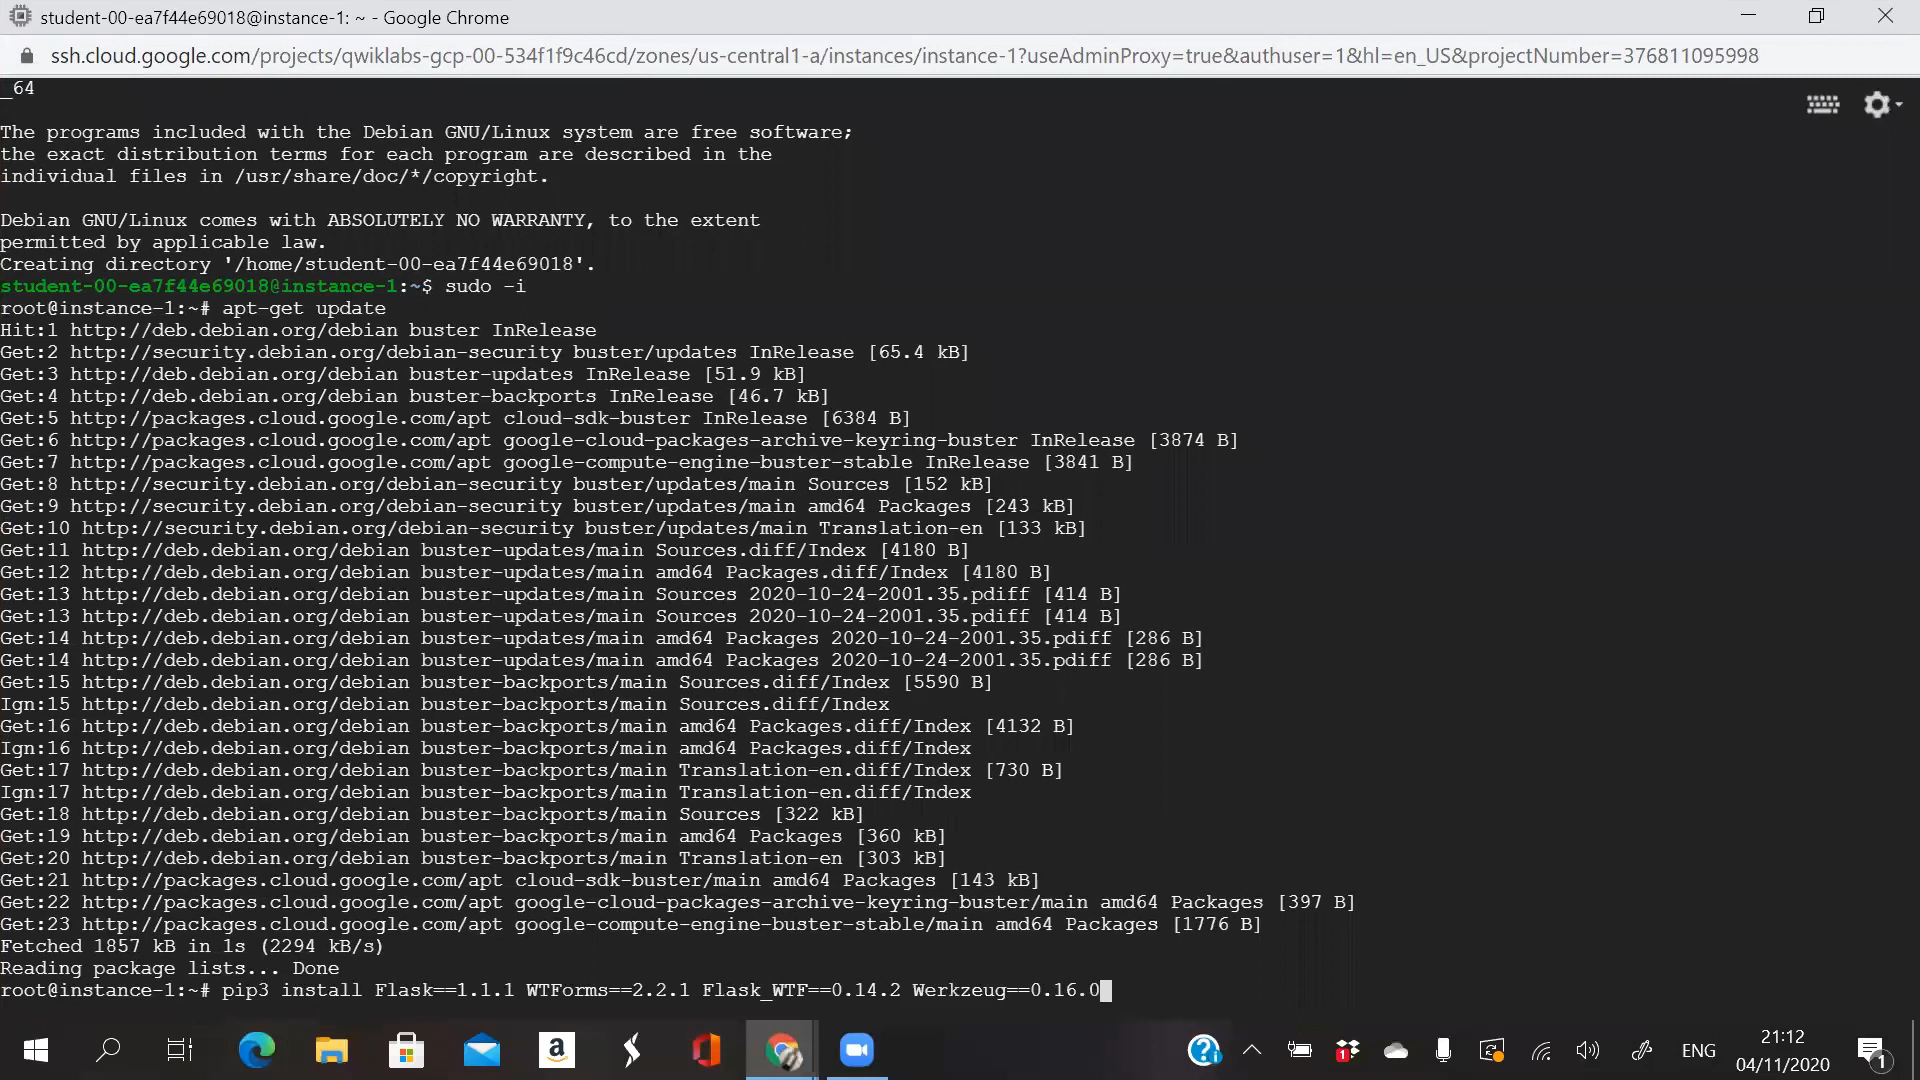 student-00-ea7f44e69018@instance-1: ~ - Google Chrome
ssh.cloud.google.com/projects/qwiklabs-gcp-00-534f1f9c46cd/zones/us-central1-a/instances/instance-1?useAdminProxy=true&authuser=1&hl=en_US&projectNumber=376811095998
_64
The programs included with the Debian GNU/Linux system are free software;
the exact distribution terms for each program are described in the
individual files in /usr/share/doc/*/copyright.
Debian GNU/Linux comes with ABSOLUTELY NO WARRANTY, to the extent
permitted by applicable law.
Creating directory '/home/student-00-ea7f44e69018'.
student-00-ea7f44e69018@instance-1:~$ sudo -i
root@instance-1:~# apt-get update
Hit:1 http://deb.debian.org/debian buster InRelease
Get:2 http://security.debian.org/debian-security buster/updates InRelease [65.4 kB]
Get:3 http://deb.debian.org/debian buster-updates InRelease [51.9 kB]
Get:4 http://deb.debian.org/debian buster-backports InRelease [46.7 kB]
Get:5 http://packages.cloud.google.com/apt cloud-sdk-buster InRelease [6384 B]
Get:6 http://packages.cloud.google.com/apt google-cloud-packages-archive-keyring-buster InRelease [3874 B]
Get:7 http://packages.cloud.google.com/apt google-compute-engine-buster-stable InRelease [3841 B]
Get:8 http://security.debian.org/debian-security buster/updates/main Sources [152 kB]
Get:9 http://security.debian.org/debian-security buster/updates/main amd64 Packages [243 kB]
Get:10 http://security.debian.org/debian-security buster/updates/main Translation-en [133 kB]
Get:11 http://deb.debian.org/debian buster-updates/main Sources.diff/Index [4180 B]
Get:12 http://deb.debian.org/debian buster-updates/main amd64 Packages.diff/Index [4180 B]
Get:13 http://deb.debian.org/debian buster-updates/main Sources 2020-10-24-2001.35.pdiff [414 B]
Get:13 http://deb.debian.org/debian buster-updates/main Sources 2020-10-24-2001.35.pdiff [414 B]
Get:14 http://deb.debian.org/debian buster-updates/main amd64 Packages 2020-10-24-2001.35.pdiff [286 B]
Get:14 http://deb.debian.org/debian buster-updates/main amd64 Packages 2020-10-24-2001.35.pdiff [286 B]
Get:15 http://deb.debian.org/debian buster-backports/main Sources.diff/Index [5590 B]
Ign:15 http://deb.debian.org/debian buster-backports/main Sources.diff/Index
Get:16 http://deb.debian.org/debian buster-backports/main amd64 Packages.diff/Index [4132 B]
Ign:16 http://deb.debian.org/debian buster-backports/main amd64 Packages.diff/Index
Get:17 http://deb.debian.org/debian buster-backports/main Translation-en.diff/Index [730 B]
Ign:17 http://deb.debian.org/debian buster-backports/main Translation-en.diff/Index
Get:18 http://deb.debian.org/debian buster-backports/main Sources [322 kB]
Get:19 http://deb.debian.org/debian buster-backports/main amd64 Packages [360 kB]
Get:20 http://deb.debian.org/debian buster-backports/main Translation-en [303 kB]
Get:21 http://packages.cloud.google.com/apt cloud-sdk-buster/main amd64 Packages [143 kB]
Get:22 http://packages.cloud.google.com/apt google-cloud-packages-archive-keyring-buster/main amd64 Packages [397 B]
Get:23 http://packages.cloud.google.com/apt google-compute-engine-buster-stable/main amd64 Packages [1776 B]
Fetched 1857 kB in 1s (2294 kB/s)
Reading package lists... Done
root@instance-1:~# pip3 install Flask==1.1.1 WTForms==2.2.1 Flask_WTF==0.14.2 Werkzeug==0.16.0
a
?
1
ENG
21:12
04/11/2020
1